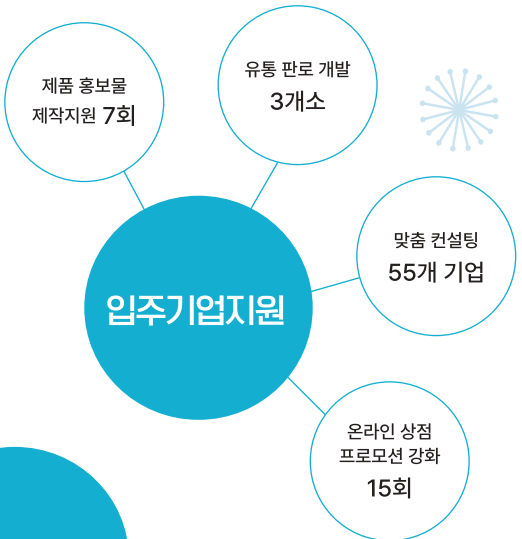 제품 홍보물
제작지원 7회
유통 판로 개발
3개소
맞춤 컨설팅
55개 기업
입주기업지원
온라인 상점
프로모션 강화
15회